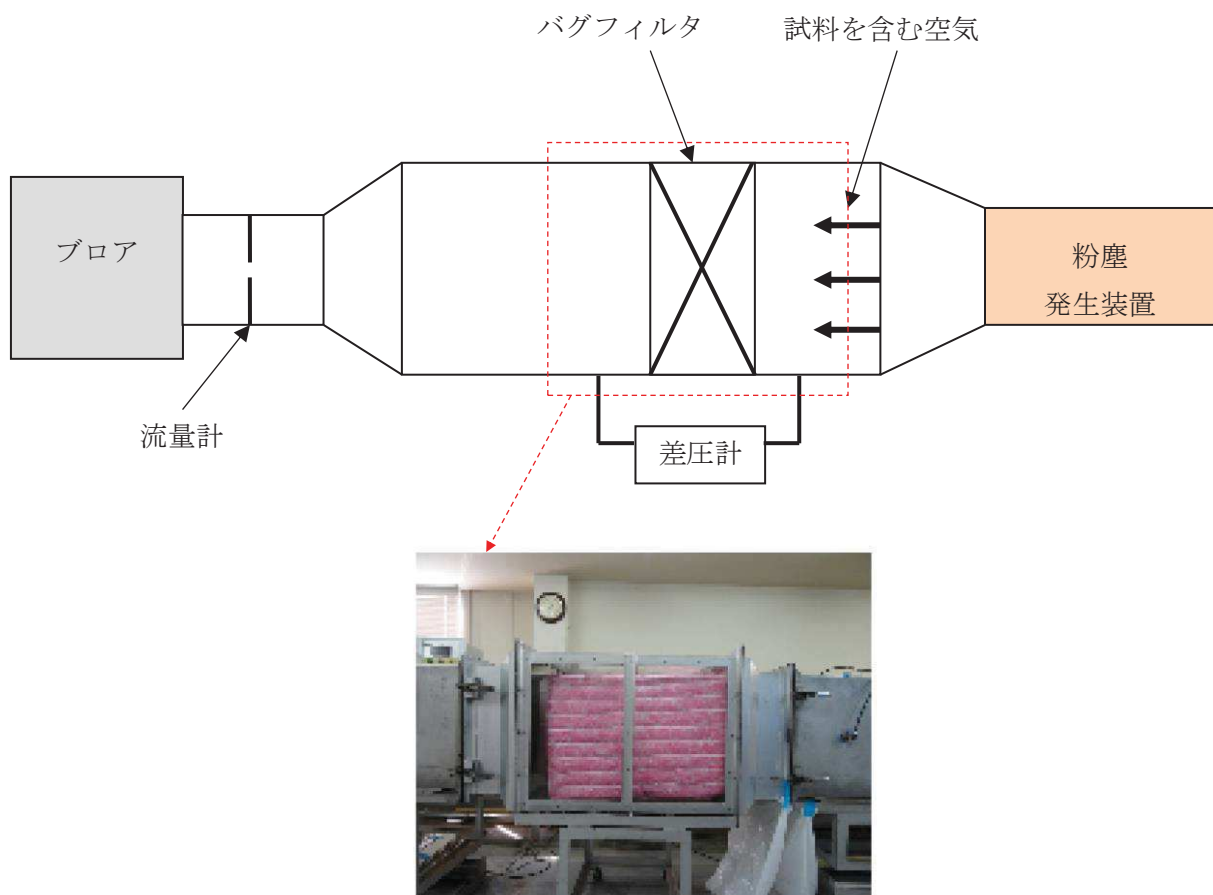 バグフィルタ
試料を含む空気
ブロア
粉塵
発生装置
流量計
差圧計